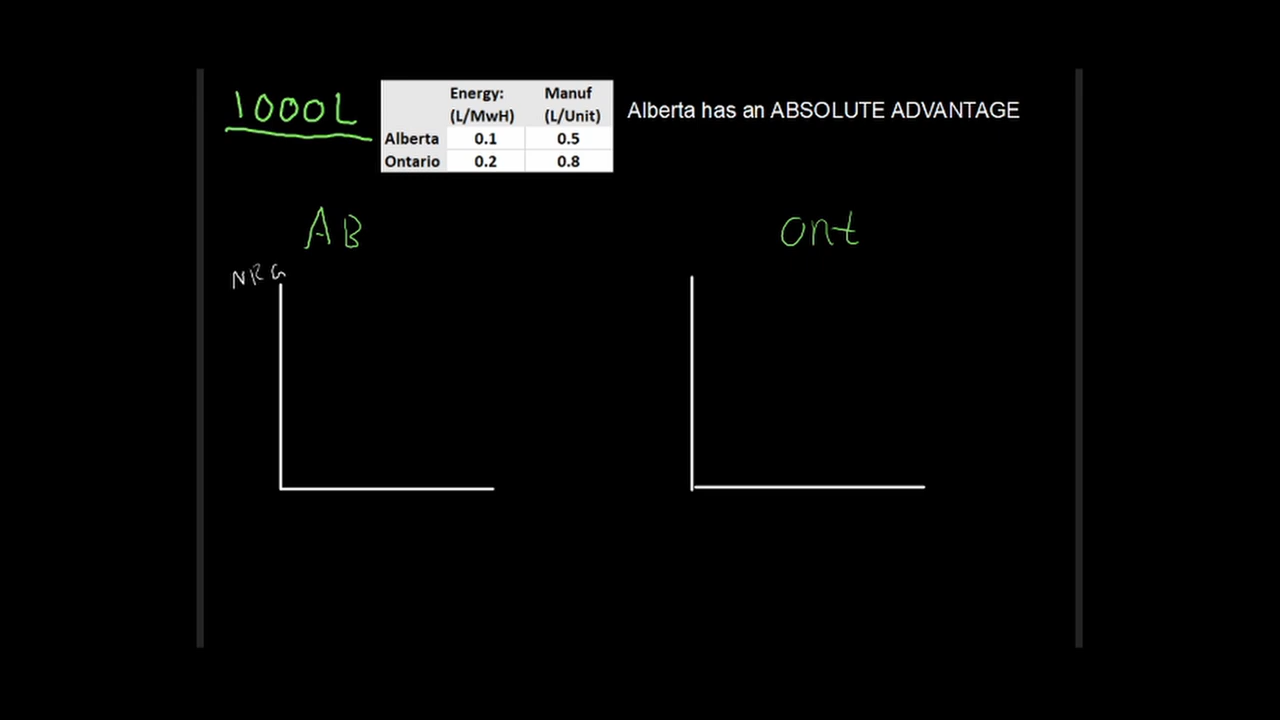 1000L
Energy: Manuf
(L/MwH) (L/Unit)
Alberta 0.1 0.5
Ontario 0.2 0.8
Alberta has an ABSOLUTE ADVANTAGE
AB
Ont
NRG